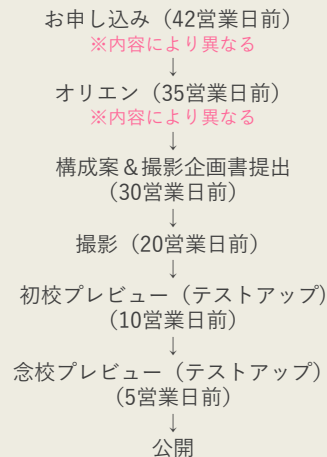 お申し込み（42営業日前）
※内容により異なる
↓
オリエン（35営業日前）
※内容により異なる
↓
構成案＆撮影企画書提出
（30営業日前）
↓
撮影（20営業日前）
↓
初校プレビュー（テストアップ）
（10営業日前）
↓
念校プレビュー（テストアップ）
（5営業日前）
↓
公開